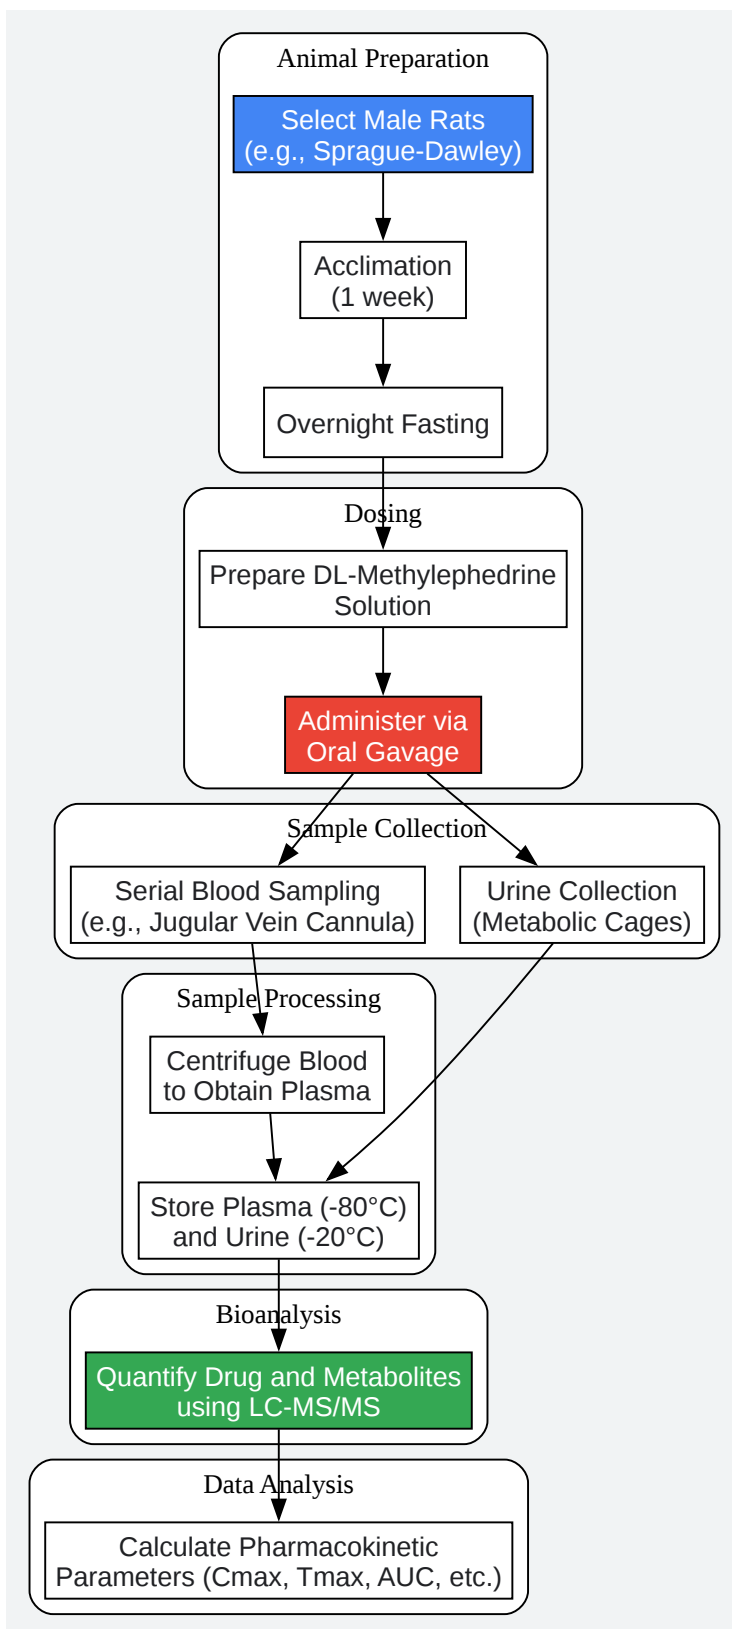 Animal Preparation
Select Male Rats
(e.g., Sprague-Dawley)
Acclimation
(1 week)
Overnight Fasting
Dosing
Prepare DL-Methylephedrine
Solution
Administer via
Oral Gavage
Sample Collection
Serial Blood Sampling
(e.g., Jugular Vein Cannula)
Urine Collection
(Metabolic Cages)
Sample Processing
Centrifuge Blood
to Obtain Plasma
Store Plasma (-80°C)
and Urine (-20°C)
Bioanalysis
Quantify Drug and Metabolites
using LC-MS/MS
Data Analysis
Calculate Pharmacokinetic
Parameters (Cmax, Tmax, AUC, etc.)